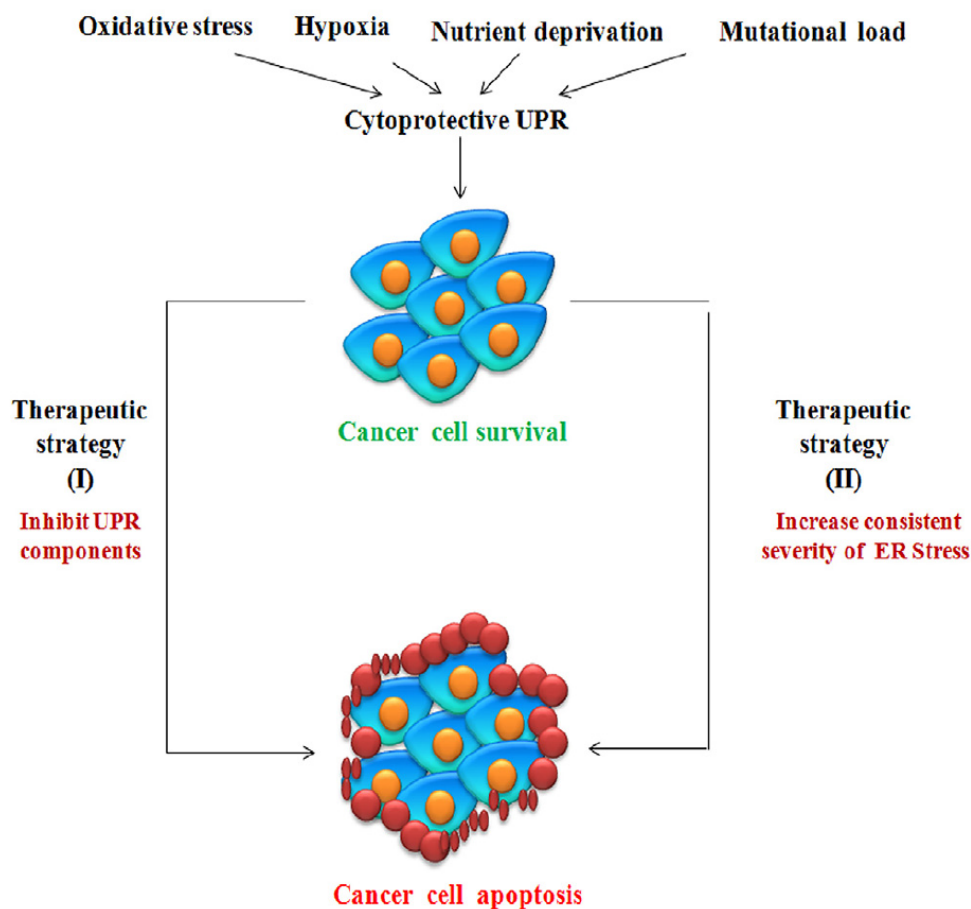 Oxidative stress
Hypoxia
Nutrient deprivation
Mutational load
Cytoprotective UPR
Cancer cell survival
Therapeutic
strategy
(I)
Inhibit UPR
components
Therapeutic
strategy
(II)
Increase consistent
severity of ER Stress
Cancer cell apoptosis